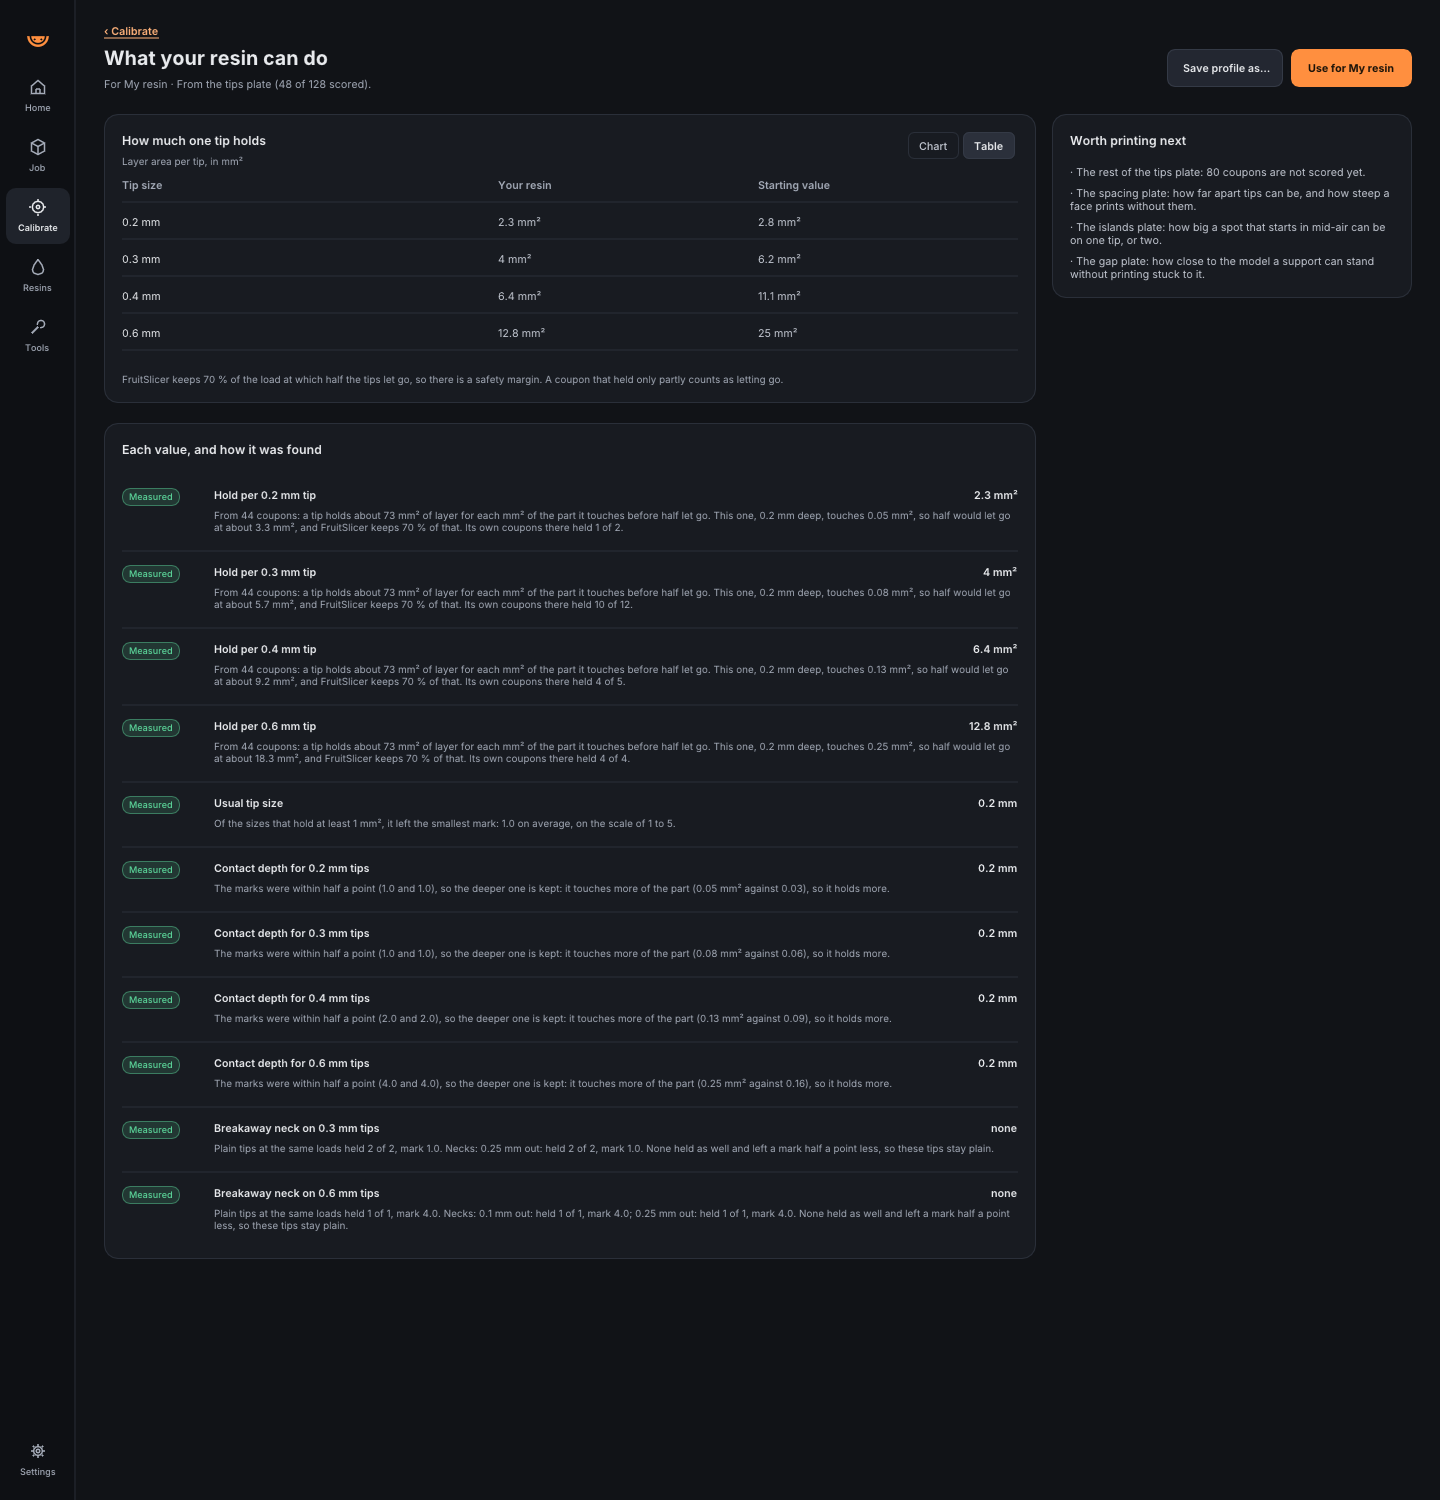 Home
Job
Calibrate
Resins
Tools
Settings
‹ Calibrate
What your resin can do
For My resin · From the tips plate (48 of 128 scored).
Save profile as...
Use for My resin
How much one tip holds
Layer area per tip, in mm²
Chart
Table
Tip size Your resin Starting value
0.2 mm 2.3 mm² 2.8 mm²
0.3 mm 4 mm² 6.2 mm²
0.4 mm 6.4 mm² 11.1 mm²
0.6 mm 12.8 mm² 25 mm²
FruitSlicer keeps 70 % of the load at which half the tips let go, so there is a safety margin. A coupon that held only partly counts as letting go.
Worth printing next
· The rest of the tips plate: 80 coupons are not scored yet.
· The spacing plate: how far apart tips can be, and how steep a
face prints without them.
· The islands plate: how big a spot that starts in mid-air can be
on one tip, or two.
· The gap plate: how close to the model a support can stand
without printing stuck to it.
Each value, and how it was found
Measured Hold per 0.2 mm tip 2.3 mm²
From 44 coupons: a tip holds about 73 mm² of layer for each mm² of the part it touches before half let go. This one, 0.2 mm deep, touches 0.05 mm², so half would let go
at about 3.3 mm², and FruitSlicer keeps 70 % of that. Its own coupons there held 1 of 2.
Measured Hold per 0.3 mm tip 4 mm²
From 44 coupons: a tip holds about 73 mm² of layer for each mm² of the part it touches before half let go. This one, 0.2 mm deep, touches 0.08 mm², so half would let go
at about 5.7 mm², and FruitSlicer keeps 70 % of that. Its own coupons there held 10 of 12.
Measured Hold per 0.4 mm tip 6.4 mm²
From 44 coupons: a tip holds about 73 mm² of layer for each mm² of the part it touches before half let go. This one, 0.2 mm deep, touches 0.13 mm², so half would let go
at about 9.2 mm², and FruitSlicer keeps 70 % of that. Its own coupons there held 4 of 5.
Measured Hold per 0.6 mm tip 12.8 mm²
From 44 coupons: a tip holds about 73 mm² of layer for each mm² of the part it touches before half let go. This one, 0.2 mm deep, touches 0.25 mm², so half would let go
at about 18.3 mm², and FruitSlicer keeps 70 % of that. Its own coupons there held 4 of 4.
Measured Usual tip size 0.2 mm
Of the sizes that hold at least 1 mm², it left the smallest mark: 1.0 on average, on the scale of 1 to 5.
Measured Contact depth for 0.2 mm tips 0.2 mm
The marks were within half a point (1.0 and 1.0), so the deeper one is kept: it touches more of the part (0.05 mm² against 0.03), so it holds more.
Measured Contact depth for 0.3 mm tips 0.2 mm
The marks were within half a point (1.0 and 1.0), so the deeper one is kept: it touches more of the part (0.08 mm² against 0.06), so it holds more.
Measured Contact depth for 0.4 mm tips 0.2 mm
The marks were within half a point (2.0 and 2.0), so the deeper one is kept: it touches more of the part (0.13 mm² against 0.09), so it holds more.
Measured Contact depth for 0.6 mm tips 0.2 mm
The marks were within half a point (4.0 and 4.0), so the deeper one is kept: it touches more of the part (0.25 mm² against 0.16), so it holds more.
Measured Breakaway neck on 0.3 mm tips none
Plain tips at the same loads held 2 of 2, mark 1.0. Necks: 0.25 mm out: held 2 of 2, mark 1.0. None held as well and left a mark half a point less, so these tips stay plain.
Measured Breakaway neck on 0.6 mm tips none
Plain tips at the same loads held 1 of 1, mark 4.0. Necks: 0.1 mm out: held 1 of 1, mark 4.0; 0.25 mm out: held 1 of 1, mark 4.0. None held as well and left a mark half a point
less, so these tips stay plain.